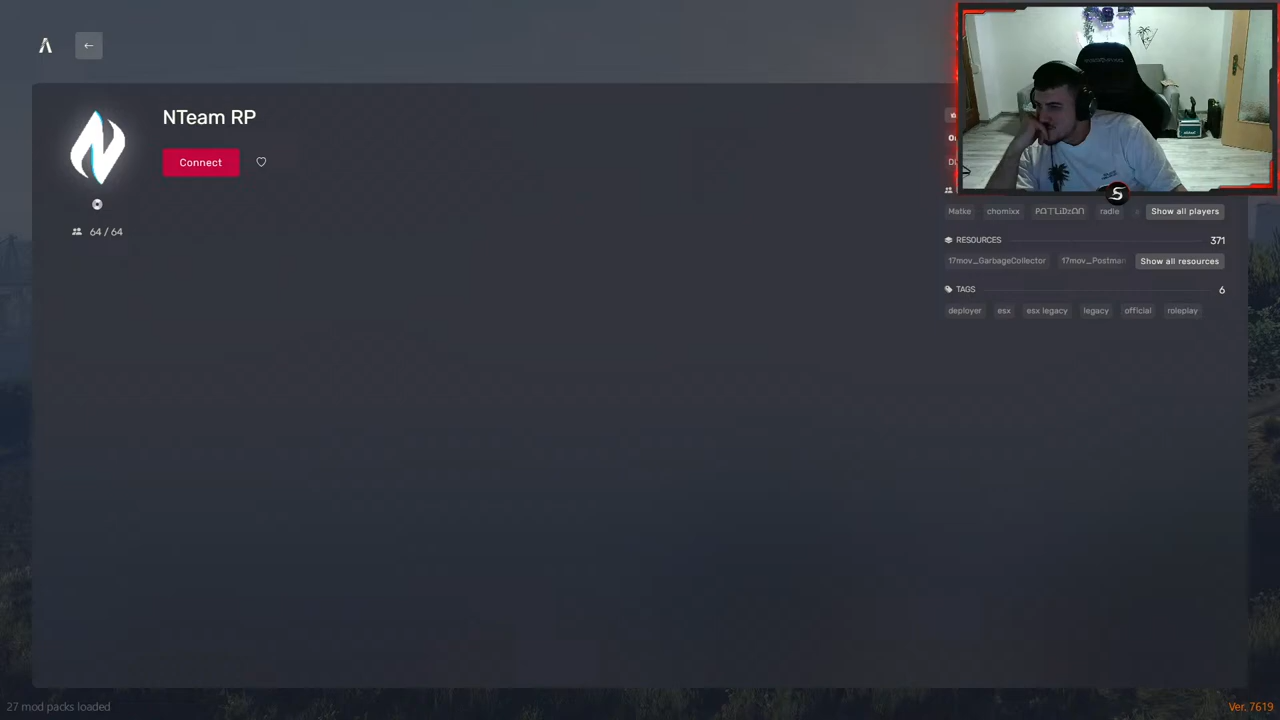 NTeam RP
Connect
64 / 64
Matke chomixx radle Show all players
RESOURCES 371
17mov_GarbageCollector 17mov_Postman Show all resources
TAGS 6
deployer esx esx legacy legacy official roleplay
27 mod packs loaded
Ver. 7619